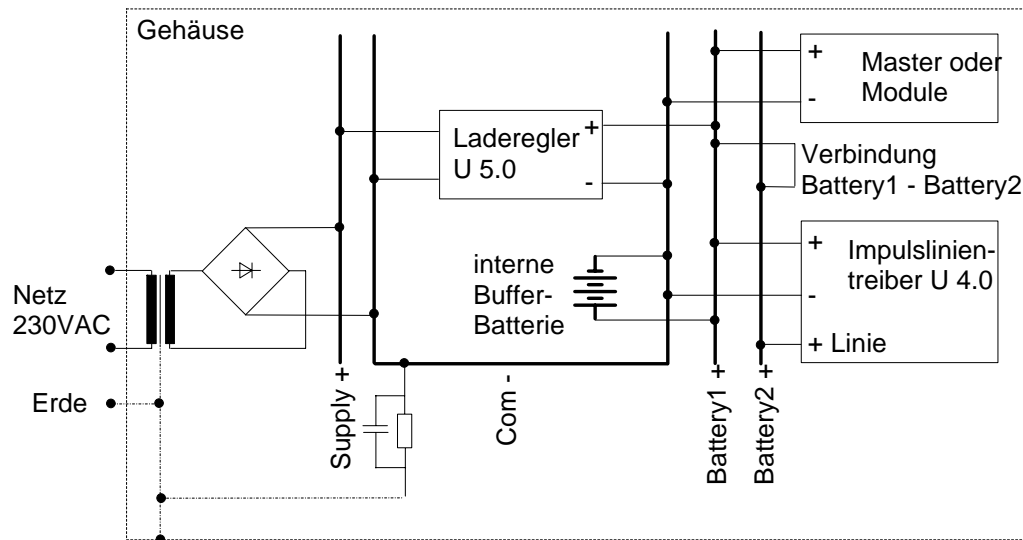 Gehäuse
+
Master oder
-
Module
Laderegler
+
U 5.0
-
Verbindung
Battery1 - Battery2
+
Impulslinien-
treiber U 4.0
-
+ Linie
interne
Buffer-
Batterie
Netz
230VAC
Erde
Supply +
Com -
Battery1 +
Battery2 +